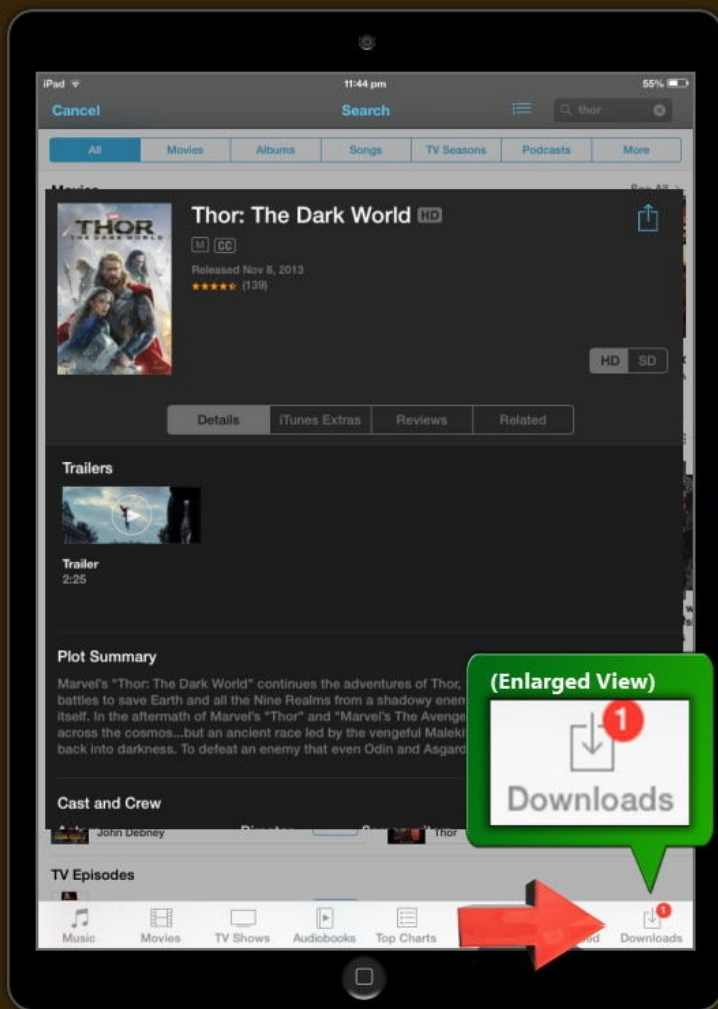 iPad 11:44 pm 55%
Cancel Search thor
All Movies Albums Songs TV Seasons Podcasts More
Movies See All
THOR
THE DARK WORLD
Thor: The Dark World HD
M CC
Released Nov 8, 2013
(139)
HD SD
Details iTunes Extras Reviews Related
Trailers
Trailer
2:25
Plot Summary
Marvel's "Thor: The Dark World" continues the adventures of Thor,
battles to save Earth and all the Nine Realms from a shadowy enem
itself. In the aftermath of Marvel's "Thor" and "Marvel's The Avenge
across the cosmos...but an ancient race led by the vengeful Maleki
back into darkness. To defeat an enemy that even Odin and Asgard
(Enlarged View)
1
Downloads
Cast and Crew
John Debney Thor
TV Episodes
Music Movies TV Shows Audiobooks Top Charts Downloads
1